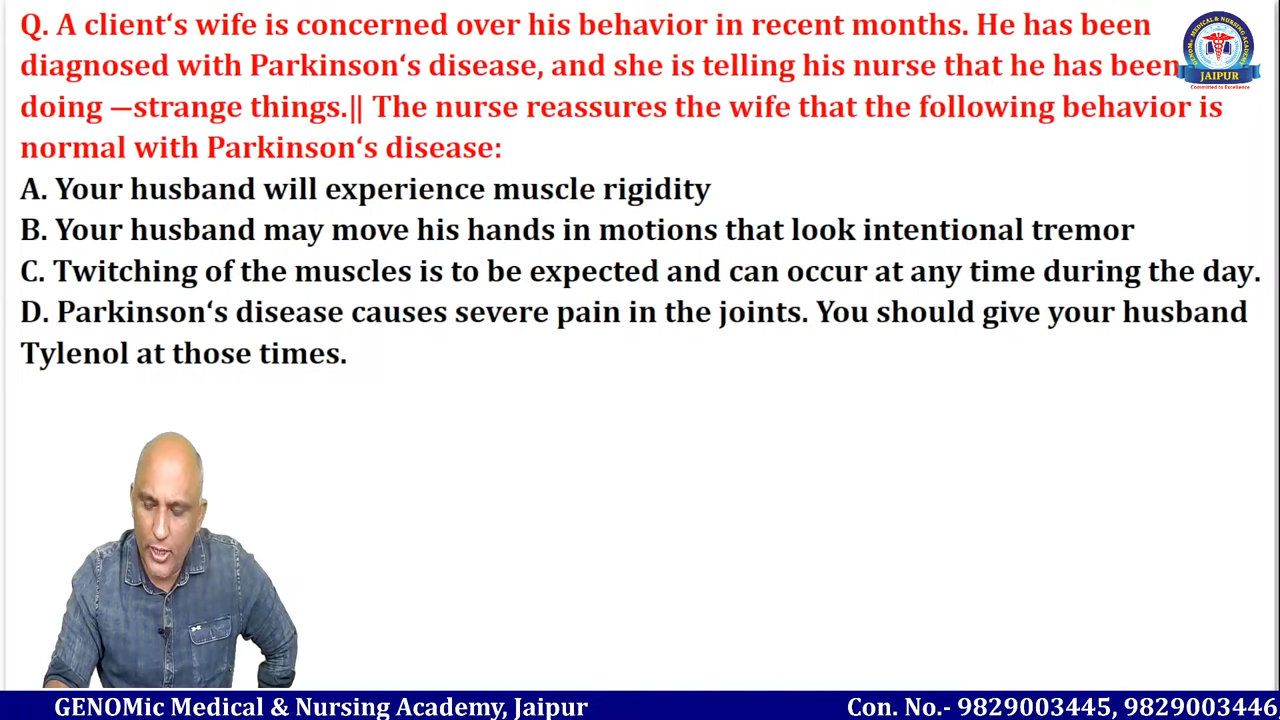 Q. A client‘s wife is concerned over his behavior in recent months. He has been
diagnosed with Parkinson‘s disease, and she is telling his nurse that he has been
doing ―strange things.‖ The nurse reassures the wife that the following behavior is
normal with Parkinson‘s disease:
A. Your husband will experience muscle rigidity
B. Your husband may move his hands in motions that look intentional tremor
C. Twitching of the muscles is to be expected and can occur at any time during the day.
D. Parkinson‘s disease causes severe pain in the joints. You should give your husband
Tylenol at those times.
JAIPUR
Committed to Excellence
GENOMic Medical & Nursing Academy, Jaipur
Con. No.- 9829003445, 9829003446